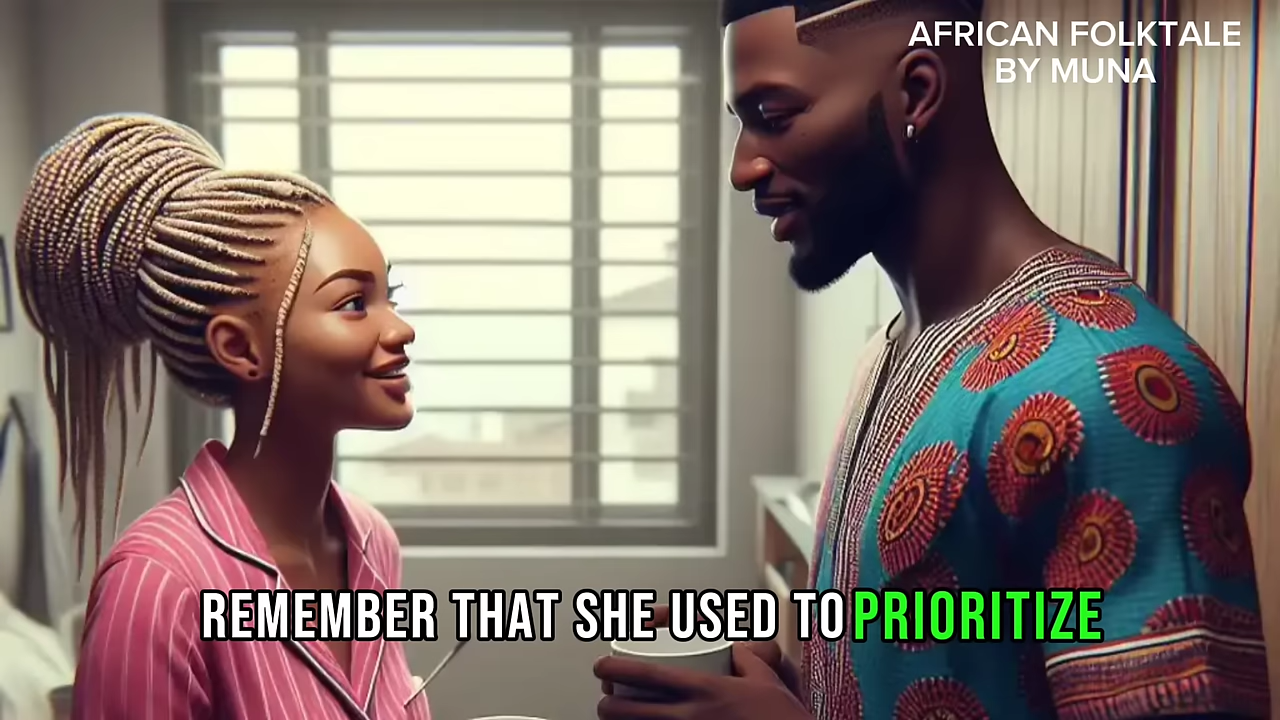 AFRICAN FOLKTALE
BY MUNA
REMEMBER THAT SHE USED TO PRIORITIZE